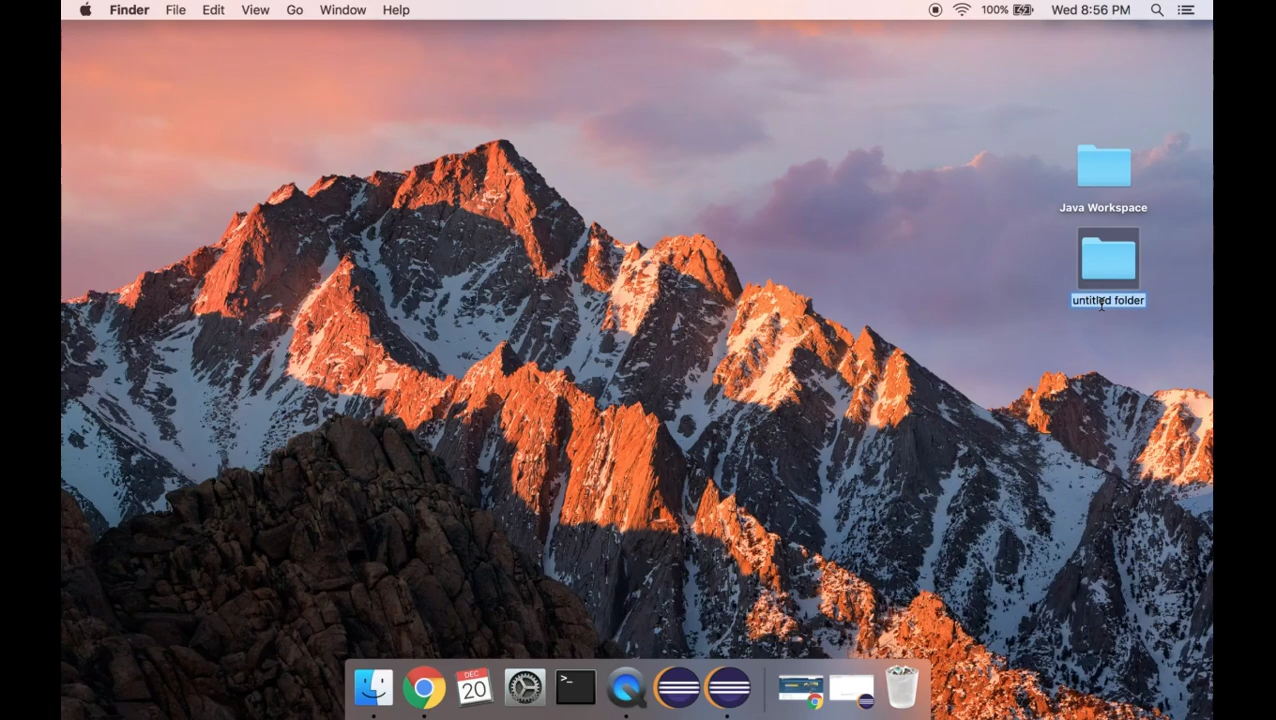 Finder File Edit View Go Window Help 100% Wed 8:56 PM
Java Workspace
untitled folder
>_
DEC
20